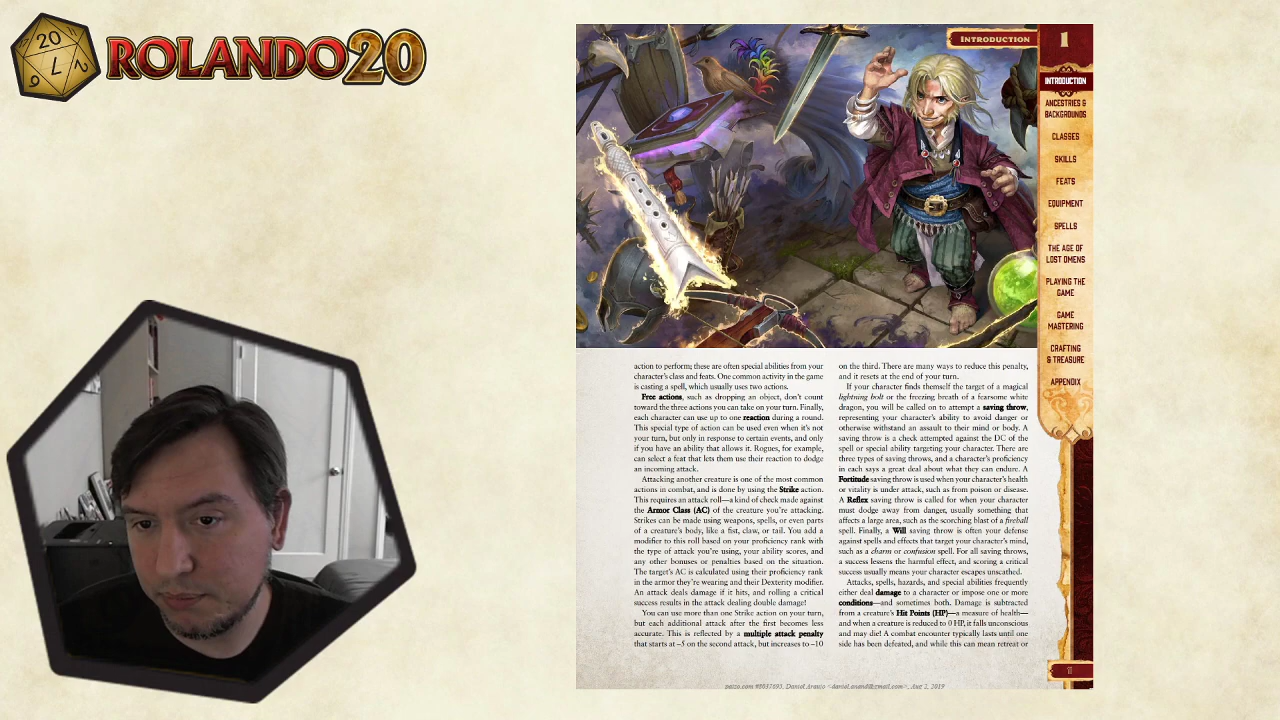 20
7
ROLANDO20
INTRODUCTION
1
INTRODUCTION
ANCESTRIES &
BACKGROUNDS
CLASSES
SKILLS
FEATS
EQUIPMENT
SPELLS
THE AGE OF
LOST OMENS
PLAYING THE
GAME
GAME
MASTERING
CRAFTING
& TREASURE
APPENDIX
action to perform; these are often special abilities from your
character's class and feats. One common activity in the game
is casting a spell, which usually uses two actions.
Free actions, such as dropping an object, don't count
toward the three actions you can take on your turn. Finally,
each character can use up to one reaction during a round.
This special type of action can be used even when it's not
your turn, but only in response to certain events, and only
if you have an ability that allows it. Rogues, for example,
can select a feat that lets them use their reaction to dodge
an incoming attack.
Attacking another creature is one of the most common
actions in combat, and is done by using the Strike action.
This requires an attack roll—a kind of check made against
the Armor Class (AC) of the creature you're attacking.
Strikes can be made using weapons, spells, or even parts
of a creature's body, like a fist, claw, or tail. You add a
modifier to this roll based on your proficiency rank with
the type of attack you're using, your ability scores, and
any other bonuses or penalties based on the situation.
The target's AC is calculated using their proficiency rank
in the armor they're wearing and their Dexterity modifier.
An attack deals damage if it hits, and rolling a critical
success results in the attack dealing double damage!
You can use more than one Strike action on your turn,
but each additional attack after the first becomes less
accurate. This is reflected by a multiple attack penalty
that starts at –5 on the second attack, but increases to –10
on the third. There are many ways to reduce this penalty,
and it resets at the end of your turn.
If your character finds themself the target of a magical
lightning bolt or the freezing breath of a fearsome white
dragon, you will be called on to attempt a saving throw,
representing your character's ability to avoid danger or
otherwise withstand an assault to their mind or body. A
saving throw is a check attempted against the DC of the
spell or special ability targeting your character. There are
three types of saving throws, and a character's proficiency
in each says a great deal about what they can endure. A
Fortitude saving throw is used when your character's health
or vitality is under attack, such as from poison or disease.
A Reflex saving throw is called for when your character
must dodge away from danger, usually something that
affects a large area, such as the scorching blast of a fireball
spell. Finally, a Will saving throw is often your defense
against spells and effects that target your character's mind,
such as a charm or confusion spell. For all saving throws,
a success lessens the harmful effect, and scoring a critical
success usually means your character escapes unscathed.
Attacks, spells, hazards, and special abilities frequently
either deal damage to a character or impose one or more
conditions—and sometimes both. Damage is subtracted
from a creature's Hit Points (HP)—a measure of health—
and when a creature is reduced to 0 HP, it falls unconscious
and may die! A combat encounter typically lasts until one
side has been defeated, and while this can mean retreat or
11